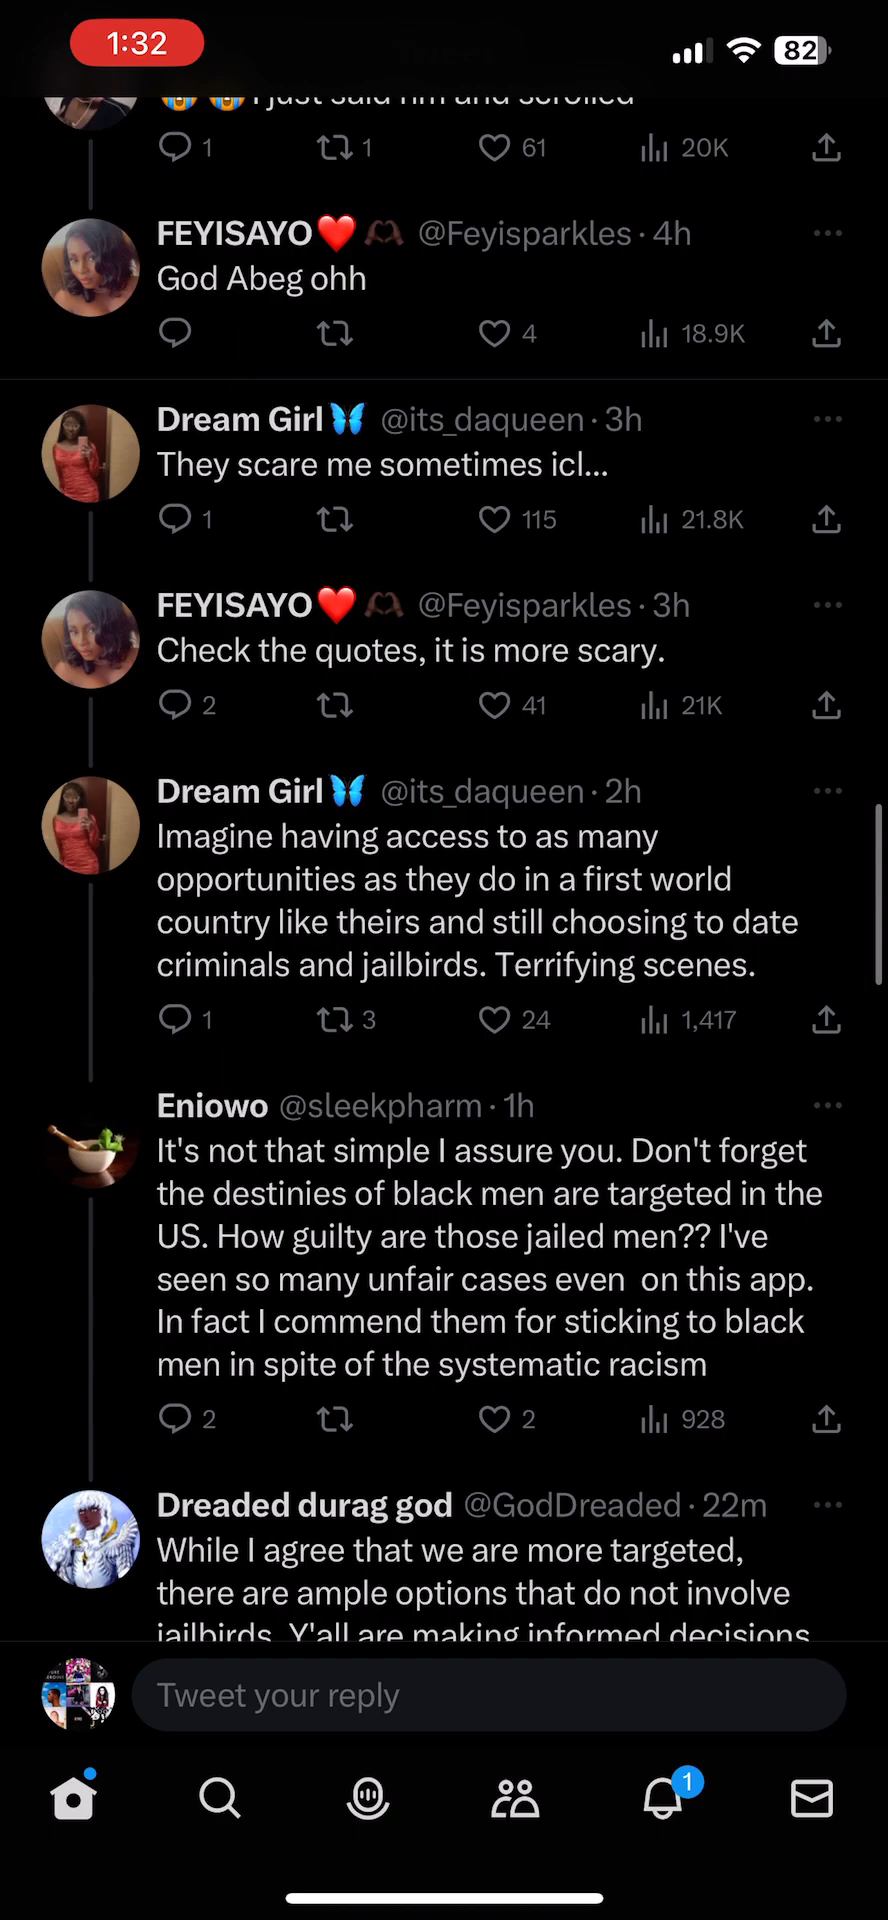 1:32
82
I just said hm and scrolled
1 1 61 20K
FEYISAYO❤️🫶🏿 @Feyisparkles · 4h
God Abeg ohh
4 18.9K
Dream Girl🦋 @its_daqueen · 3h
They scare me sometimes icl...
1 115 21.8K
FEYISAYO❤️🫶🏿 @Feyisparkles · 3h
Check the quotes, it is more scary.
2 41 21K
Dream Girl🦋 @its_daqueen · 2h
Imagine having access to as many
opportunities as they do in a first world
country like theirs and still choosing to date
criminals and jailbirds. Terrifying scenes.
1 3 24 1,417
Eniowo @sleekpharm · 1h
It's not that simple I assure you. Don't forget
the destinies of black men are targeted in the
US. How guilty are those jailed men?? I've
seen so many unfair cases even  on this app.
In fact I commend them for sticking to black
men in spite of the systematic racism
2 2 928
Dreaded durag god @GodDreaded · 22m
While I agree that we are more targeted,
there are ample options that do not involve
jailbirds. Y'all are making informed decisions
Tweet your reply
1